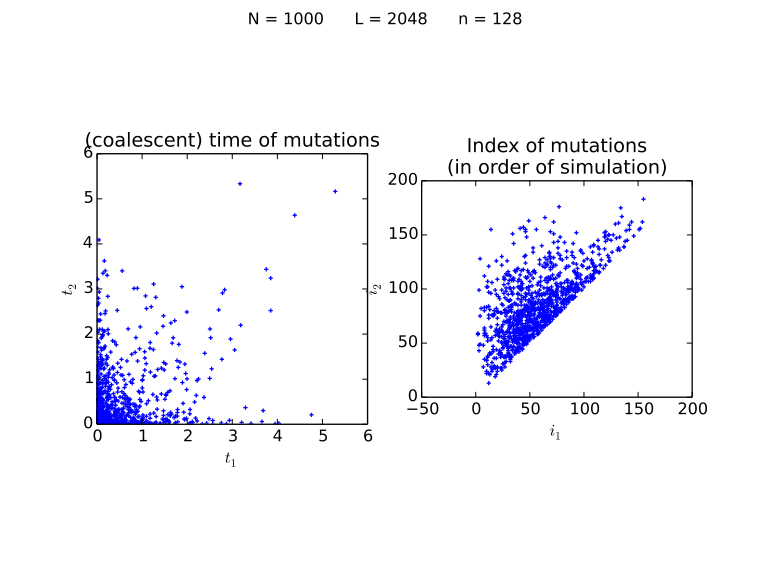 N = 1000 L = 2048 n = 128
(coalescent) time of mutations
6
5
4
3
2
1
0
t₂
0 1 2 3 4 5 6
t₁
Index of mutations
(in order of simulation)
200
150
100
50
0
i₂
−50 0 50 100 150 200
i₁